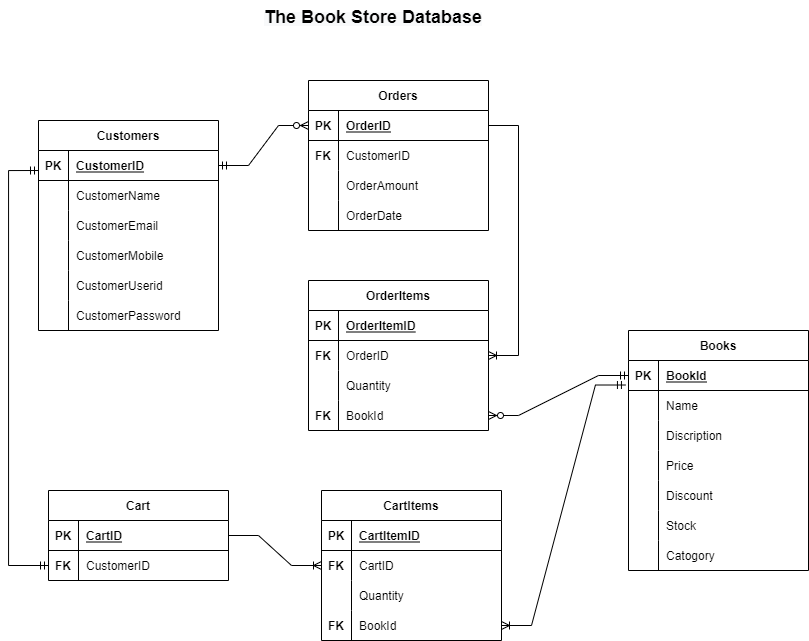 The Book Store Database
Customers
PK CustomerID
CustomerName
CustomerEmail
CustomerMobile
CustomerUserid
CustomerPassword
Orders
PK OrderID
FK CustomerID
OrderAmount
OrderDate
OrderItems
PK OrderItemID
FK OrderID
Quantity
FK BookId
Books
PK BookId
Name
Discription
Price
Discount
Stock
Catogory
Cart
PK CartID
FK CustomerID
CartItems
PK CartItemID
FK CartID
Quantity
FK BookId